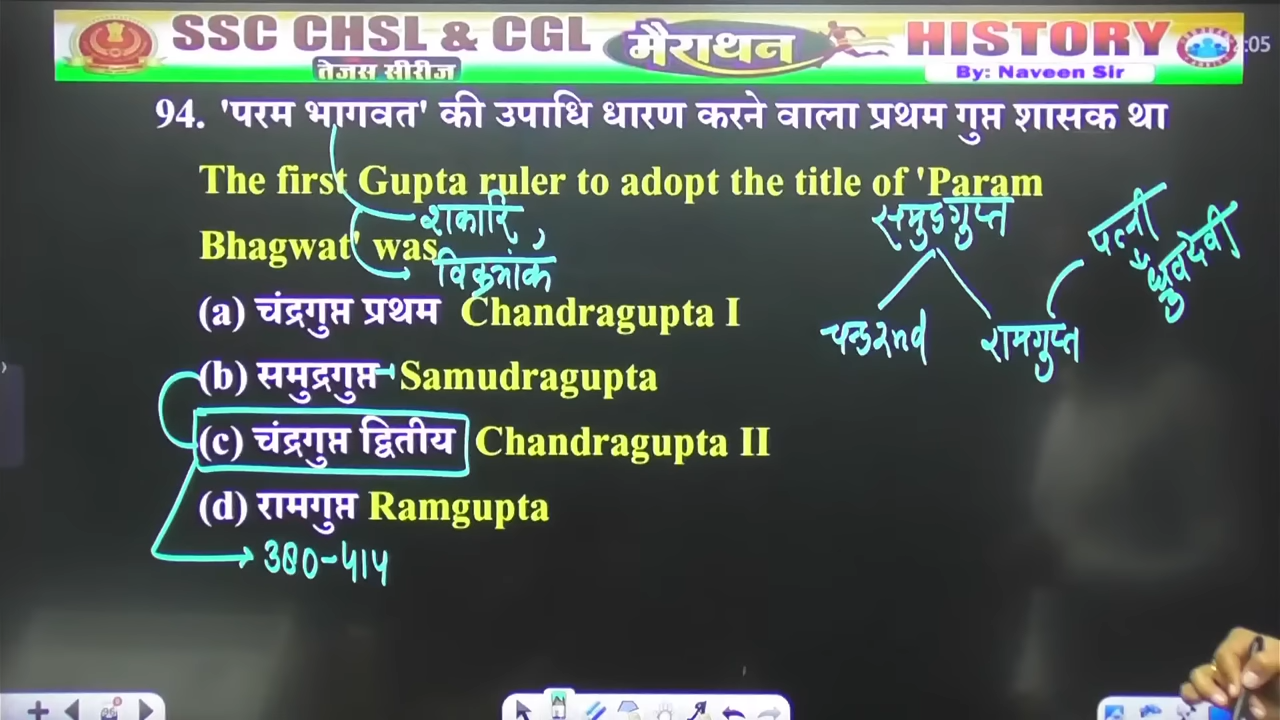 SSC CHSL & CGL मैराथन HISTORY
तेजस सीरीज By: Naveen Sir
:05
94. 'परम भागवत' की उपाधि धारण करने वाला प्रथम गुप्त शासक था
The first Gupta ruler to adopt the title of 'Param
Bhagwat' was
शकारि,
विक्रमांक
समुद्रगुप्त
पत्नी
ध्रुवदेवी
चन्द्र 2nd रामगुप्त
(a) चंद्रगुप्त प्रथम Chandragupta I
(b) समुद्रगुप्त Samudragupta
(c) चंद्रगुप्त द्वितीय Chandragupta II
(d) रामगुप्त Ramgupta
380-414